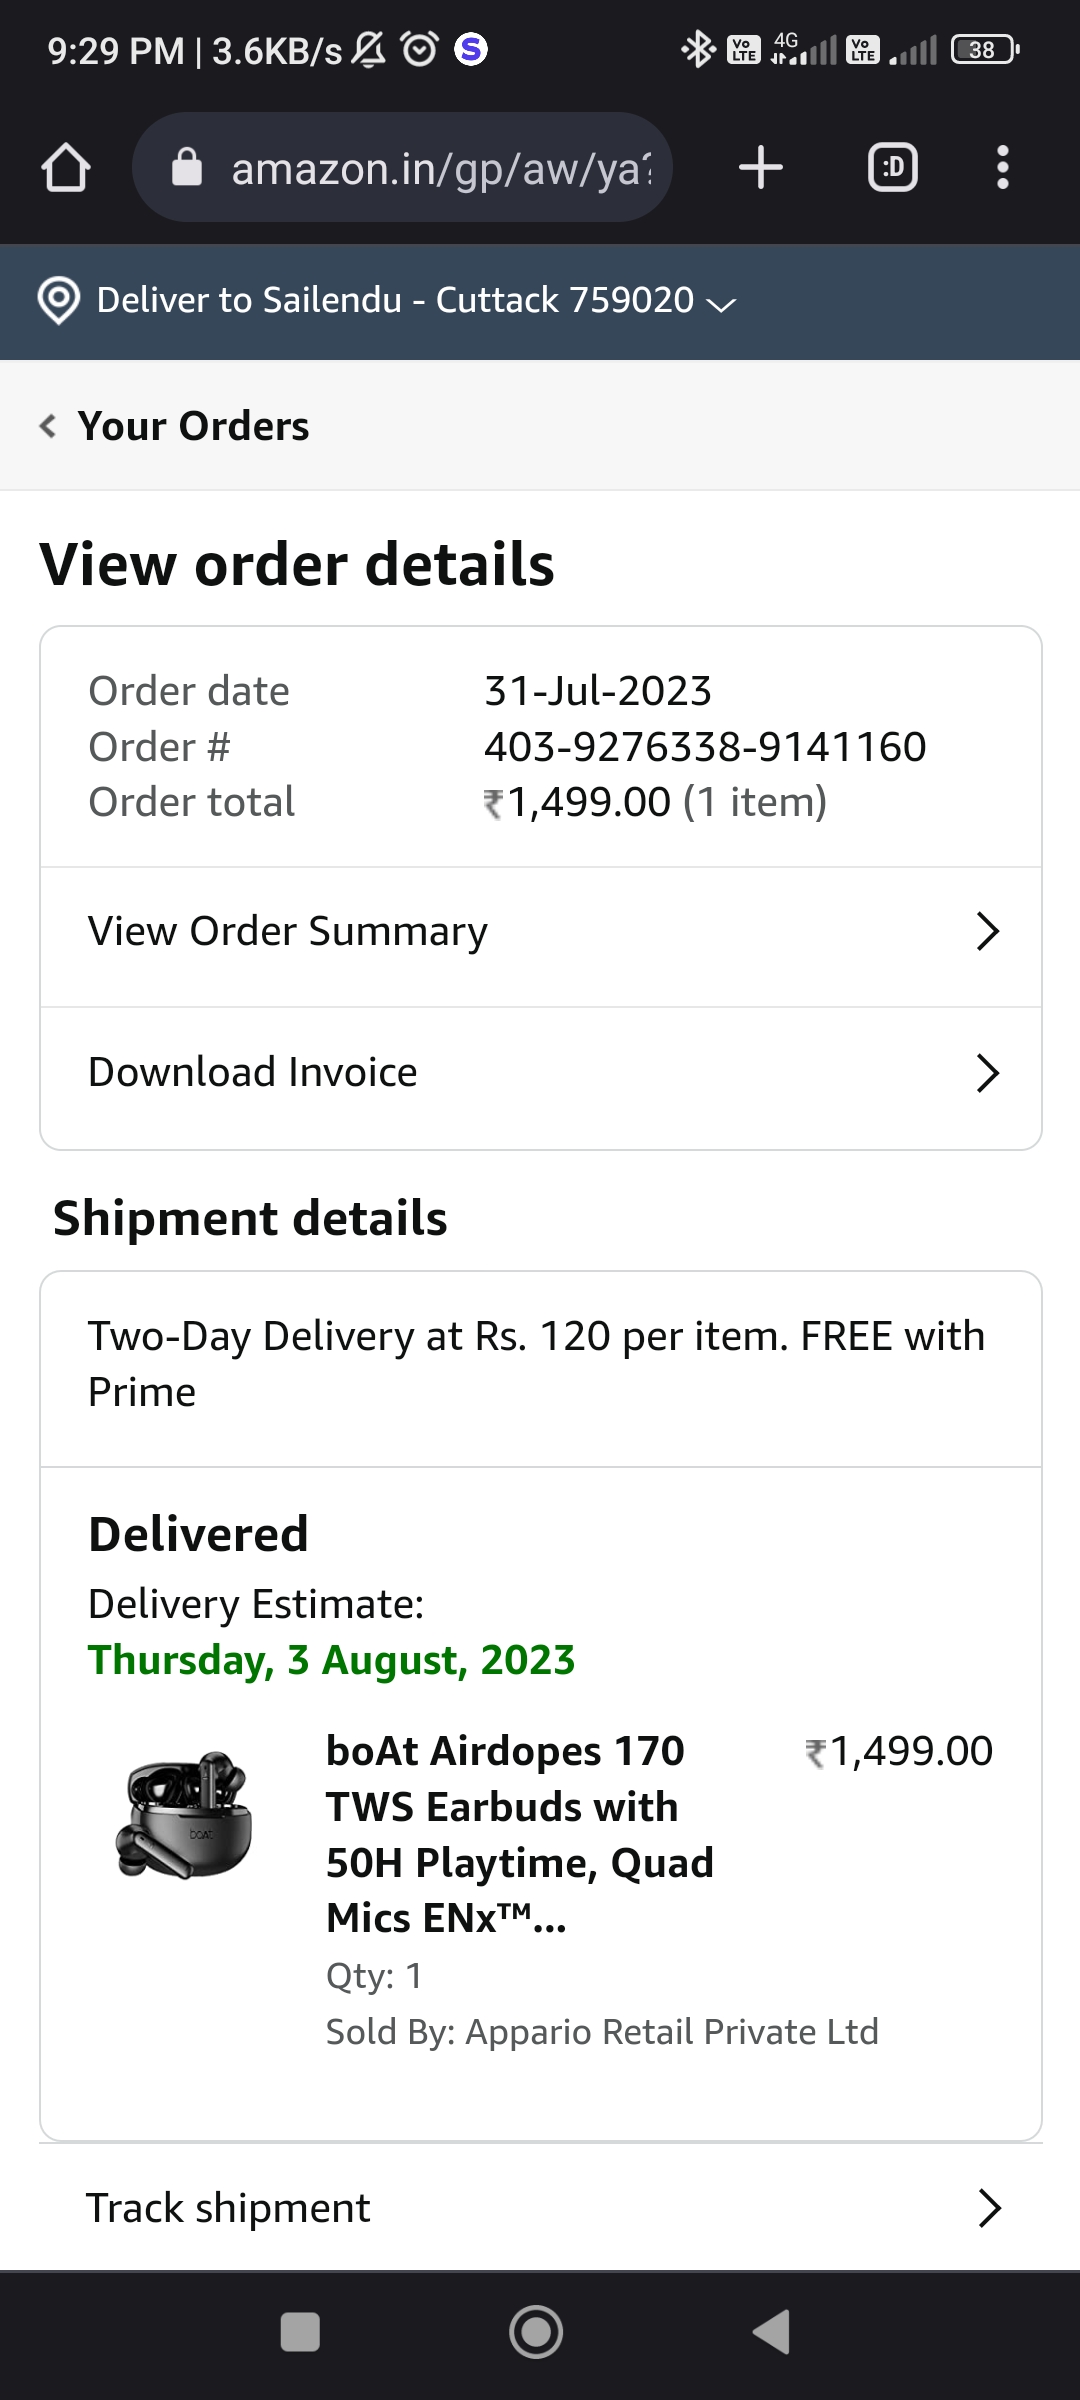 9:29 PM | 3.6KB/s S Vo LTE 4G Vo LTE 38
amazon.in/gp/aw/ya? :D
Deliver to Sailendu - Cuttack 759020
Your Orders
View order details
Order date 31-Jul-2023
Order # 403-9276338-9141160
Order total ₹1,499.00 (1 item)
View Order Summary
Download Invoice
Shipment details
Two-Day Delivery at Rs. 120 per item. FREE with
Prime
Delivered
Delivery Estimate:
Thursday, 3 August, 2023
boAt Airdopes 170 ₹1,499.00
TWS Earbuds with
50H Playtime, Quad
Mics ENx™...
boAt
Qty: 1
Sold By: Appario Retail Private Ltd
Track shipment